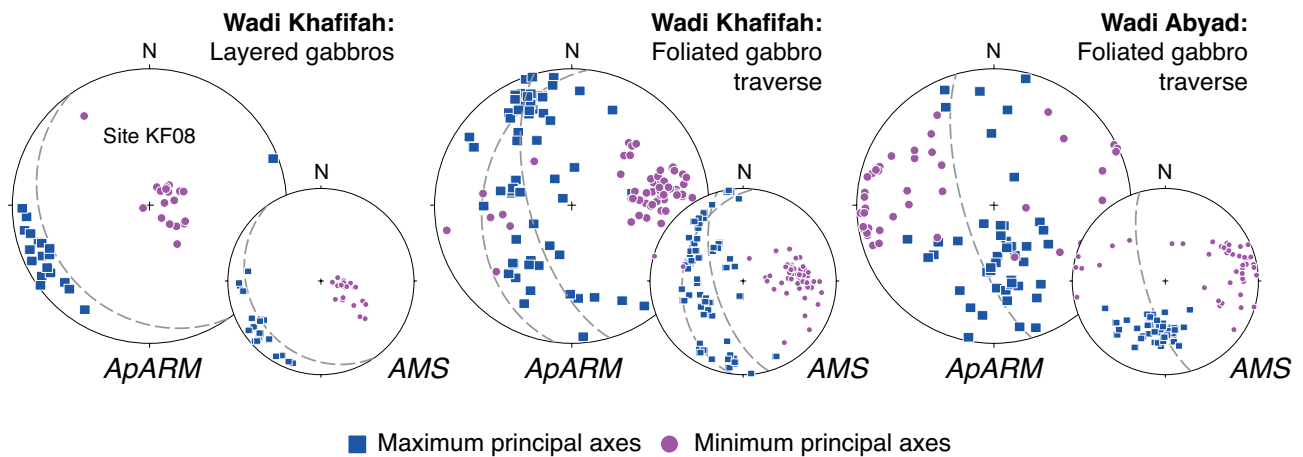 Wadi Khafifah:
Layered gabbros
N
Site KF08
ApARM
N
AMS
Wadi Khafifah:
Foliated gabbro
traverse
N
ApARM
N
AMS
Wadi Abyad:
Foliated gabbro
traverse
N
ApARM
N
AMS
Maximum principal axes
Minimum principal axes